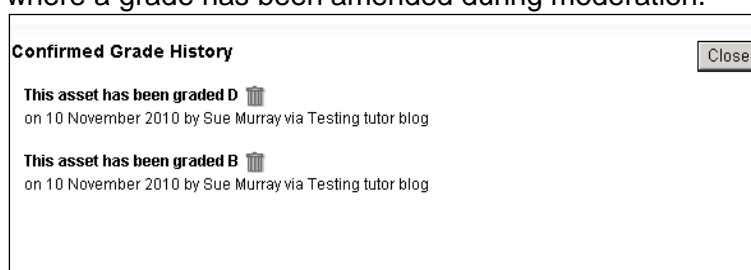 where a grade has been amended during moderation.
Confirmed Grade History
Close
This asset has been graded D
on 10 November 2010 by Sue Murray via Testing tutor blog
This asset has been graded B
on 10 November 2010 by Sue Murray via Testing tutor blog